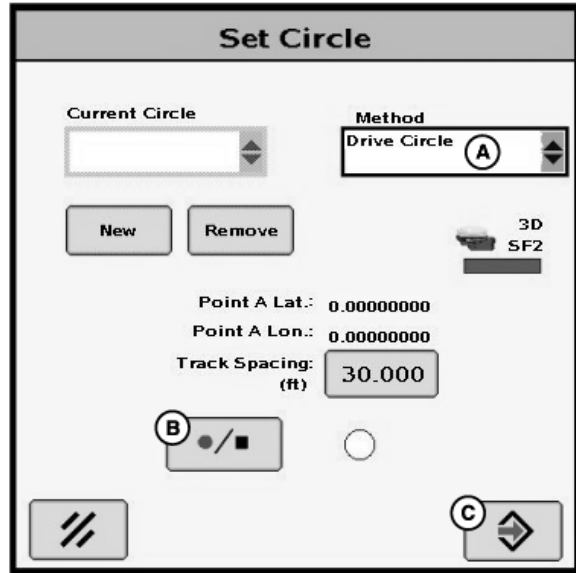 Set Circle
Current Circle
Method
Drive Circle
A
New
Remove
3D
SF2
Point A Lat.: 0.00000000
Point A Lon.: 0.00000000
Track Spacing: 30.000
(ft)
B
C